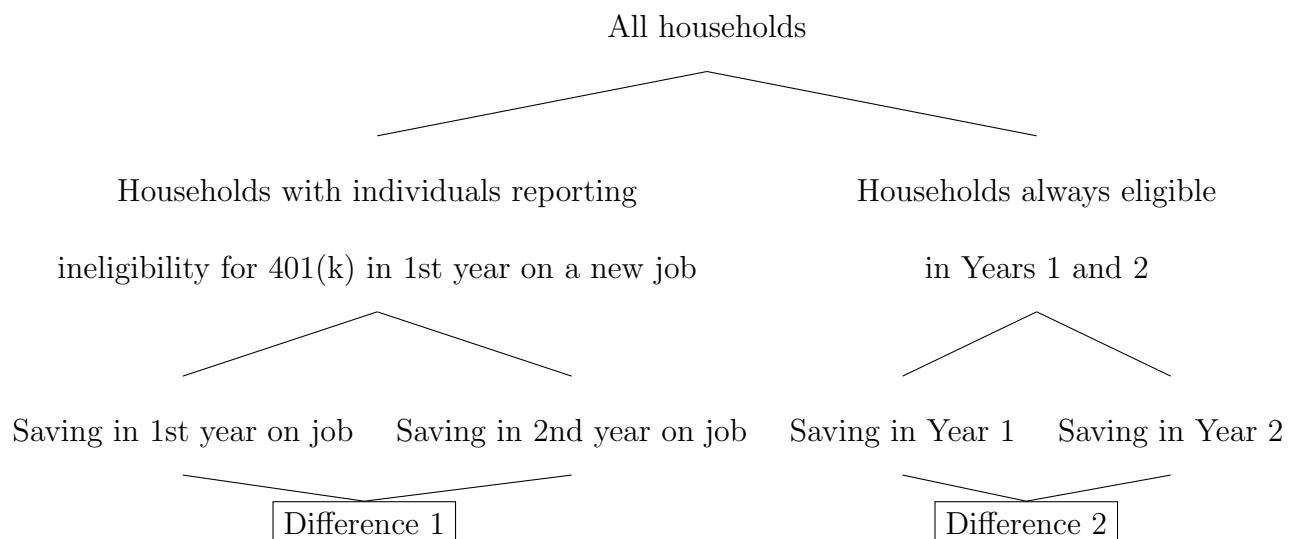 All households
Households with individuals reporting
ineligibility for 401(k) in 1st year on a new job
Households always eligible
in Years 1 and 2
Saving in 1st year on job
Saving in 2nd year on job
Saving in Year 1
Saving in Year 2
Difference 1
Difference 2